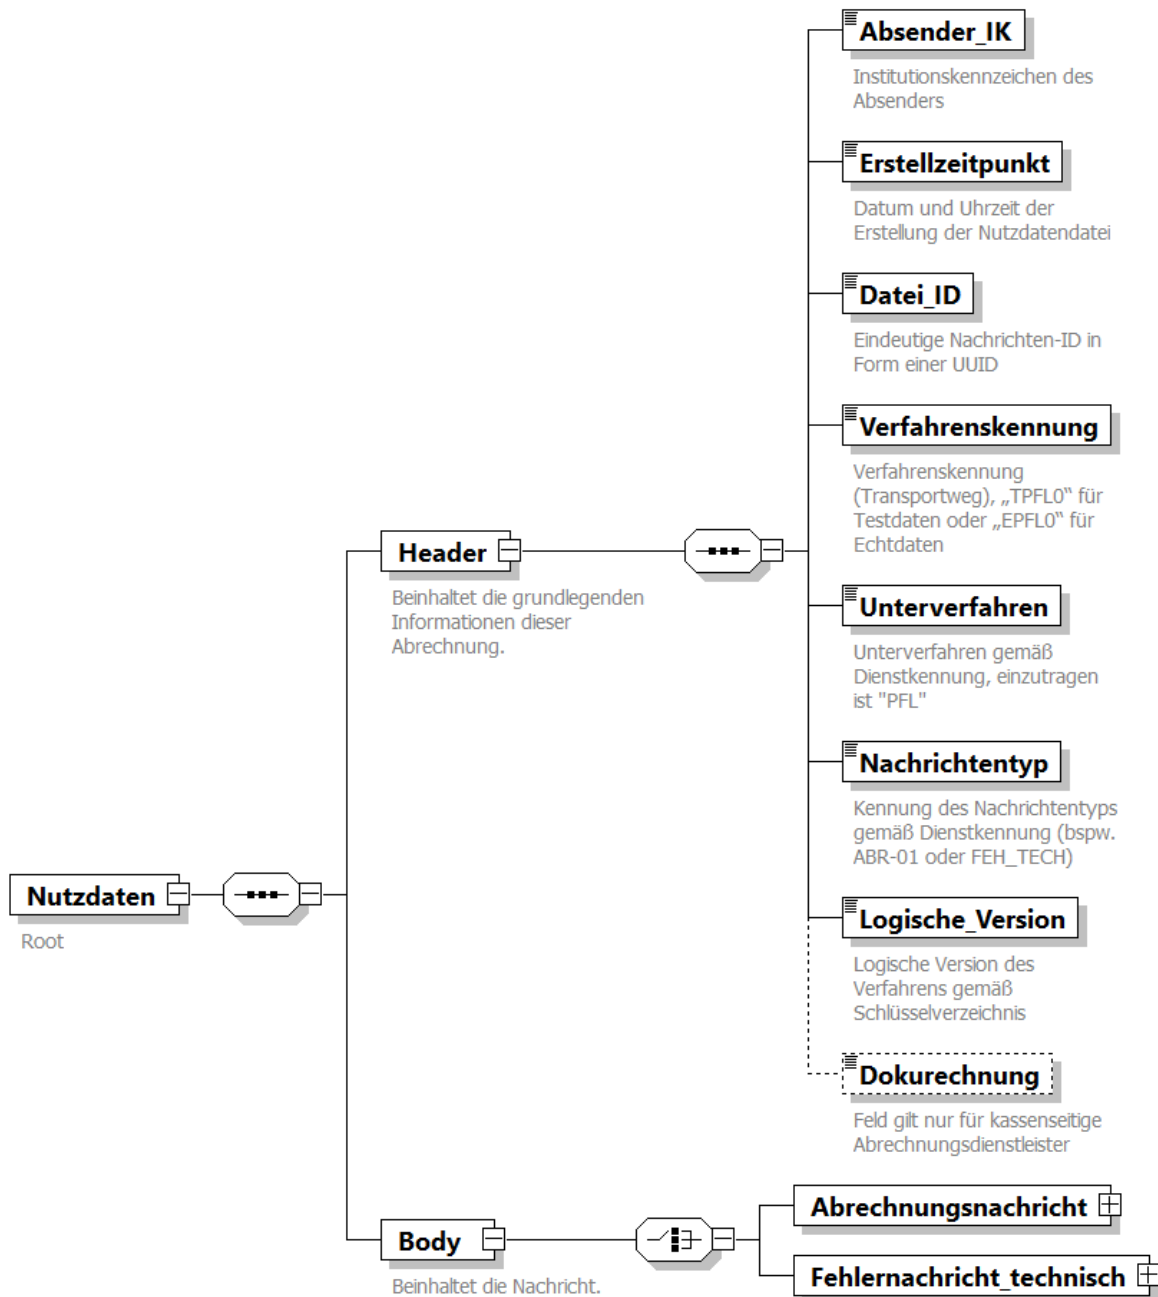 Absender_IK
Institutionskennzeichen des
Absenders
Erstellzeitpunkt
Datum und Uhrzeit der
Erstellung der Nutzdatendatei
Datei_ID
Eindeutige Nachrichten-ID in
Form einer UUID
Verfahrenskennung
Verfahrenskennung
(Transportweg), „TPFL0“ für
Testdaten oder „EPFL0“ für
Echtdaten
Header
Beinhaltet die grundlegenden
Informationen dieser
Abrechnung.
Unterverfahren
Unterverfahren gemäß
Dienstkennung, einzutragen
ist "PFL"
Nachrichtentyp
Kennung des Nachrichtentyps
gemäß Dienstkennung (bspw.
ABR-01 oder FEH_TECH)
Nutzdaten
Root
Logische_Version
Logische Version des
Verfahrens gemäß
Schlüsselverzeichnis
Dokurechnung
Feld gilt nur für kassenseitige
Abrechnungsdienstleister
Body
Beinhaltet die Nachricht.
Abrechnungsnachricht
Fehlernachricht_technisch